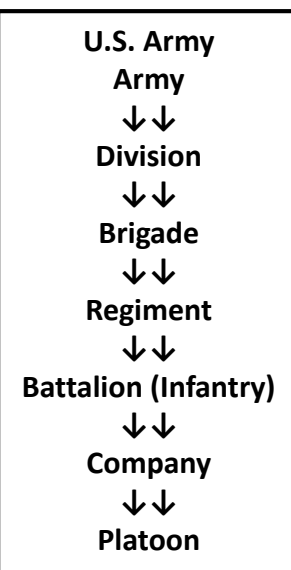 U.S. Army
Army
↓↓
Division
↓↓
Brigade
↓↓
Regiment
↓↓
Battalion (Infantry)
↓↓
Company
↓↓
Platoon